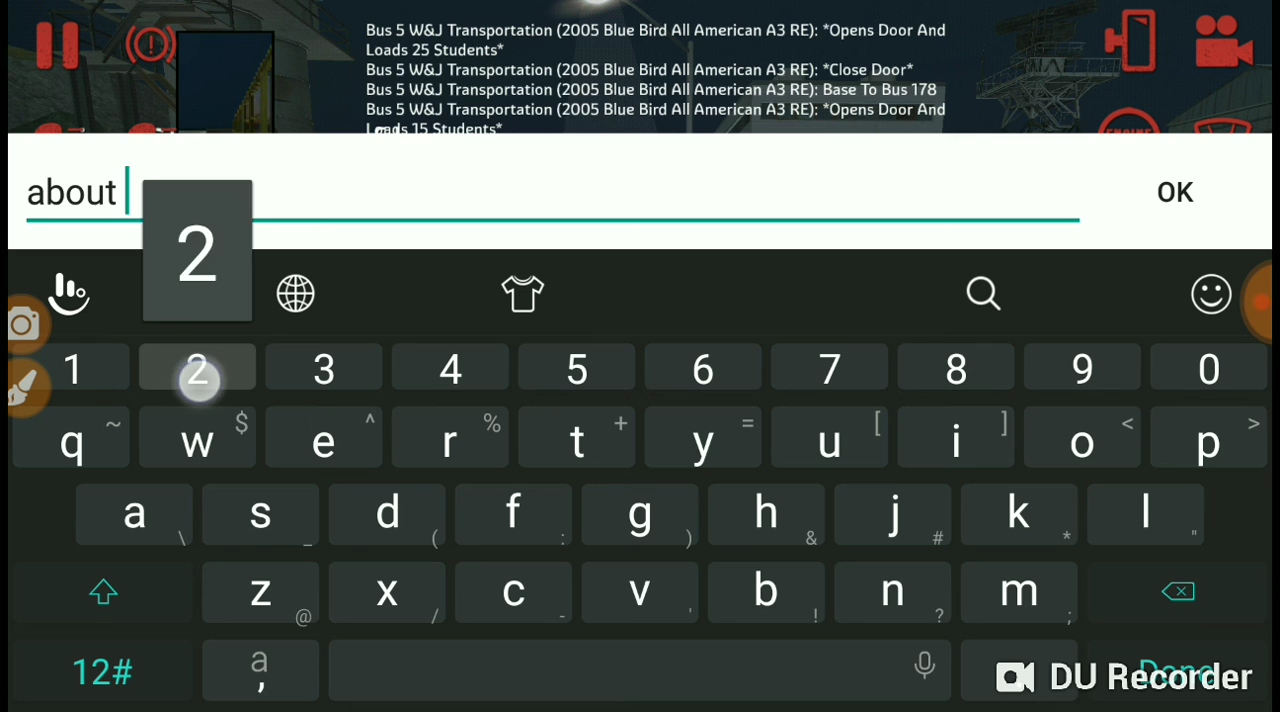 Bus 5 W&J Transportation (2005 Blue Bird All American A3 RE): *Opens Door And
Loads 25 Students*
Bus 5 W&J Transportation (2005 Blue Bird All American A3 RE): *Close Door*
Bus 5 W&J Transportation (2005 Blue Bird All American A3 RE): Base To Bus 178
Bus 5 W&J Transportation (2005 Blue Bird All American A3 RE): *Opens Door And
Loads 15 Students*
about
OK
2
1 2 3 4 5 6 7 8 9 0
q ~ w $ e ^ r % t + y = u [ i ] o < p >
a \ s _ d ( f : g ) h & j # k * l "
z @ x / c - v ' b ! n ? m ;
12# a , Done
DU Recorder